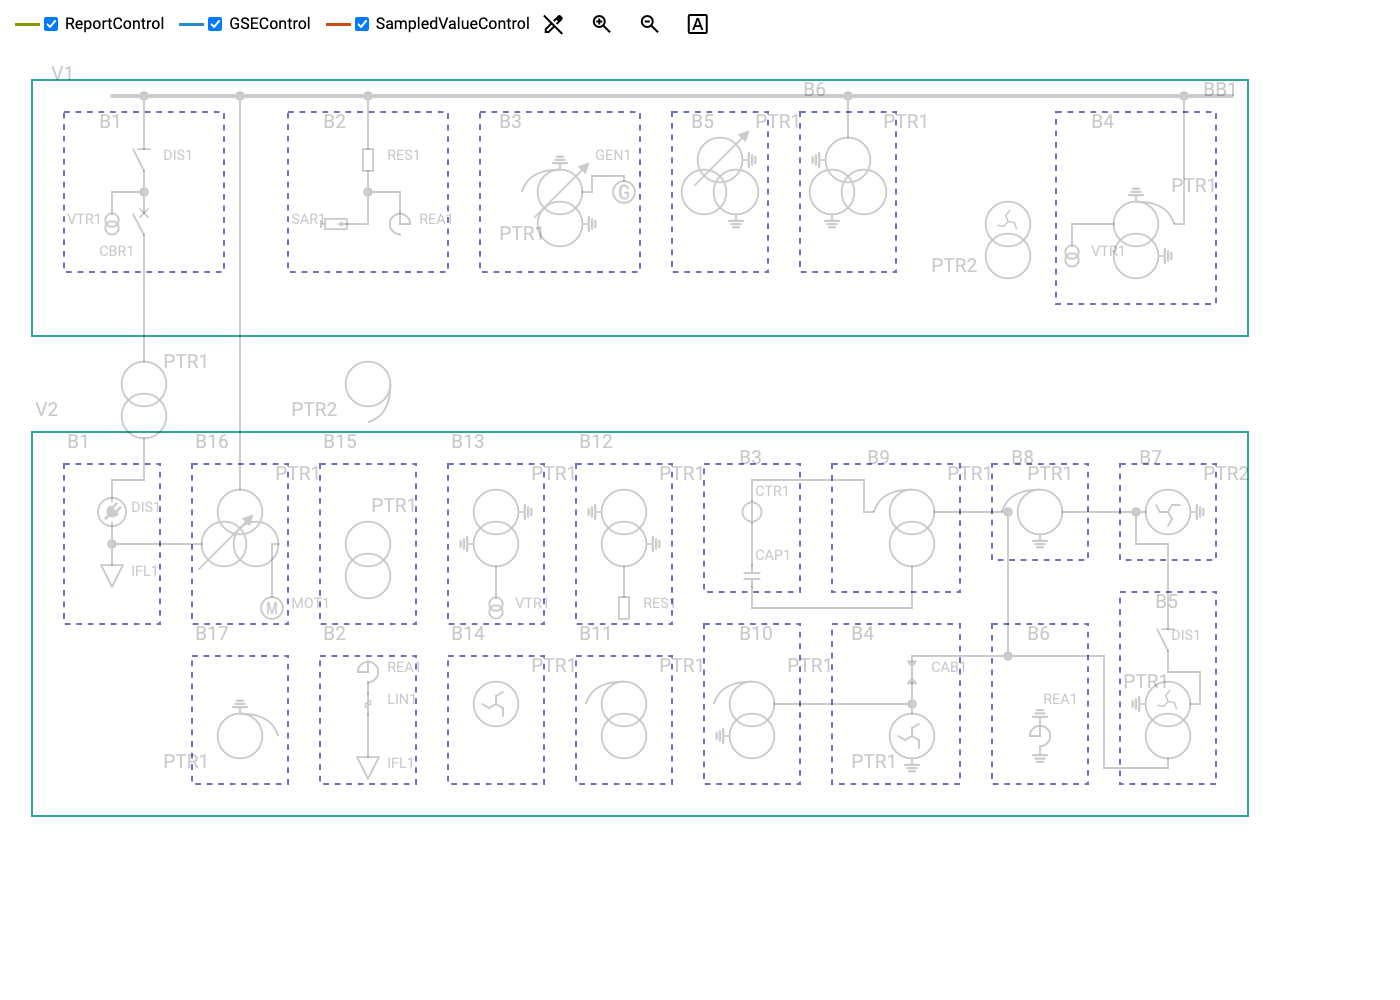 ReportControl GSEControl SampledValueControl A
V1
B6 BB1
B1 B2 B3 B5 PTR1 PTR1 B4
DIS1 RES1 GEN1
G
PTR1
VTR1 SAR1 REA1
PTR1
CBR1 VTR1
PTR2
PTR1
V2 PTR2
B1 B16 B15 B13 B12
B3 B9 B8 B7
PTR1 PTR1 PTR1 PTR1 PTR1 PTR2
CTR1
DIS1 PTR1
CAP1
IFL1
M MOT1 VTR1 RES1
B5
B17 B2 B14 B11 B10 B4 B6 DIS1
REA1 PTR1 PTR1 PTR1 CAB1
PTR1
LIN1 REA1
PTR1 IFL1 PTR1